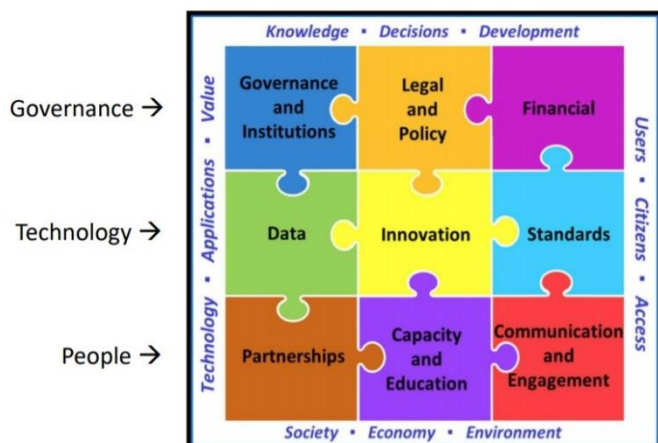 Knowledge ▪ Decisions ▪ Development
Governance →
Governance
and
Institutions
Legal
and
Policy
Financial
Technology →
Data
Innovation
Standards
People →
Partnerships
Capacity
and
Education
Communication
and
Engagement
Technology ▪ Applications ▪ Value
Users ▪ Citizens ▪ Access
Society ▪ Economy ▪ Environment